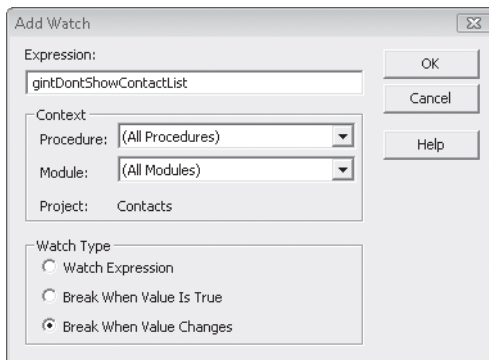 Add Watch
Expression:
gintDontShowContactList
OK
Cancel
Help
Context
Procedure: (All Procedures)
Module: (All Modules)
Project: Contacts
Watch Type
Watch Expression
Break When Value Is True
Break When Value Changes